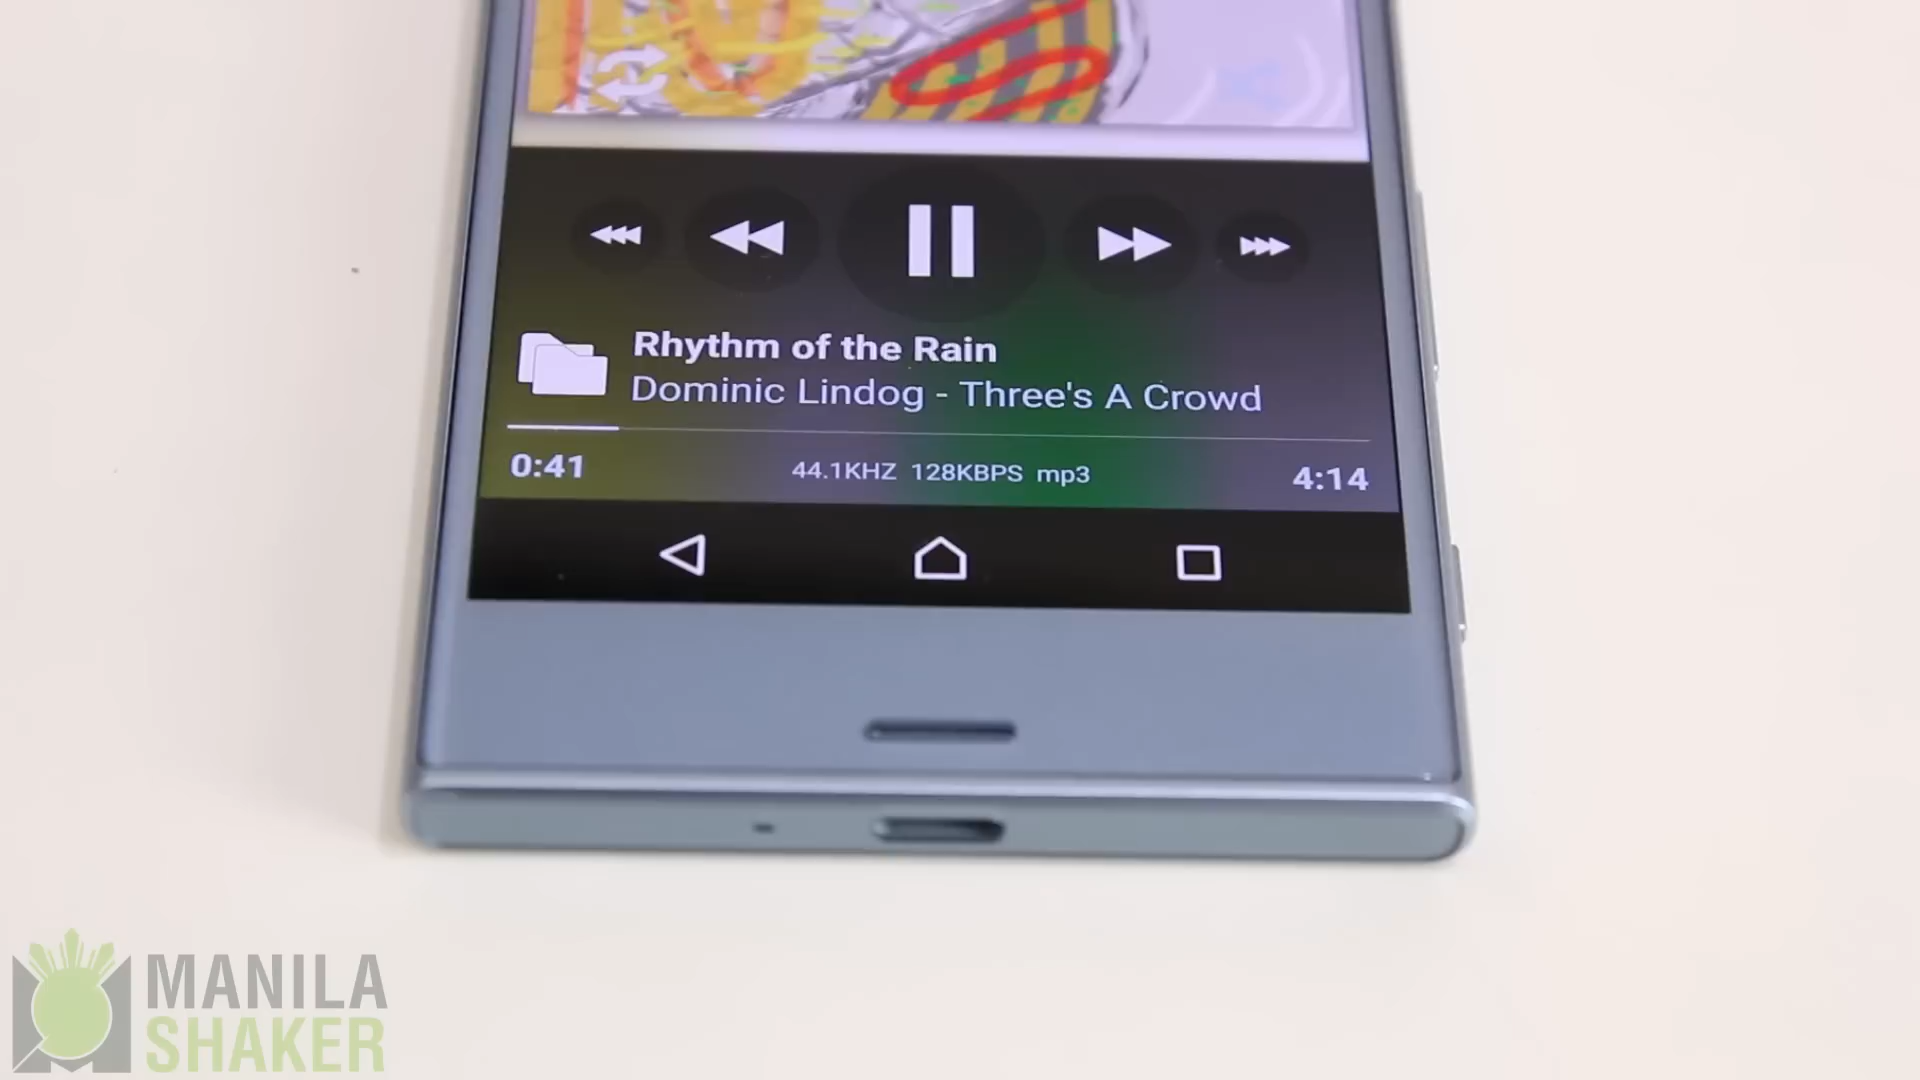 Rhythm of the Rain
Dominic Lindog - Three's A Crowd
0:41 44.1KHZ 128KBPS mp3 4:14
MANILA
SHAKER